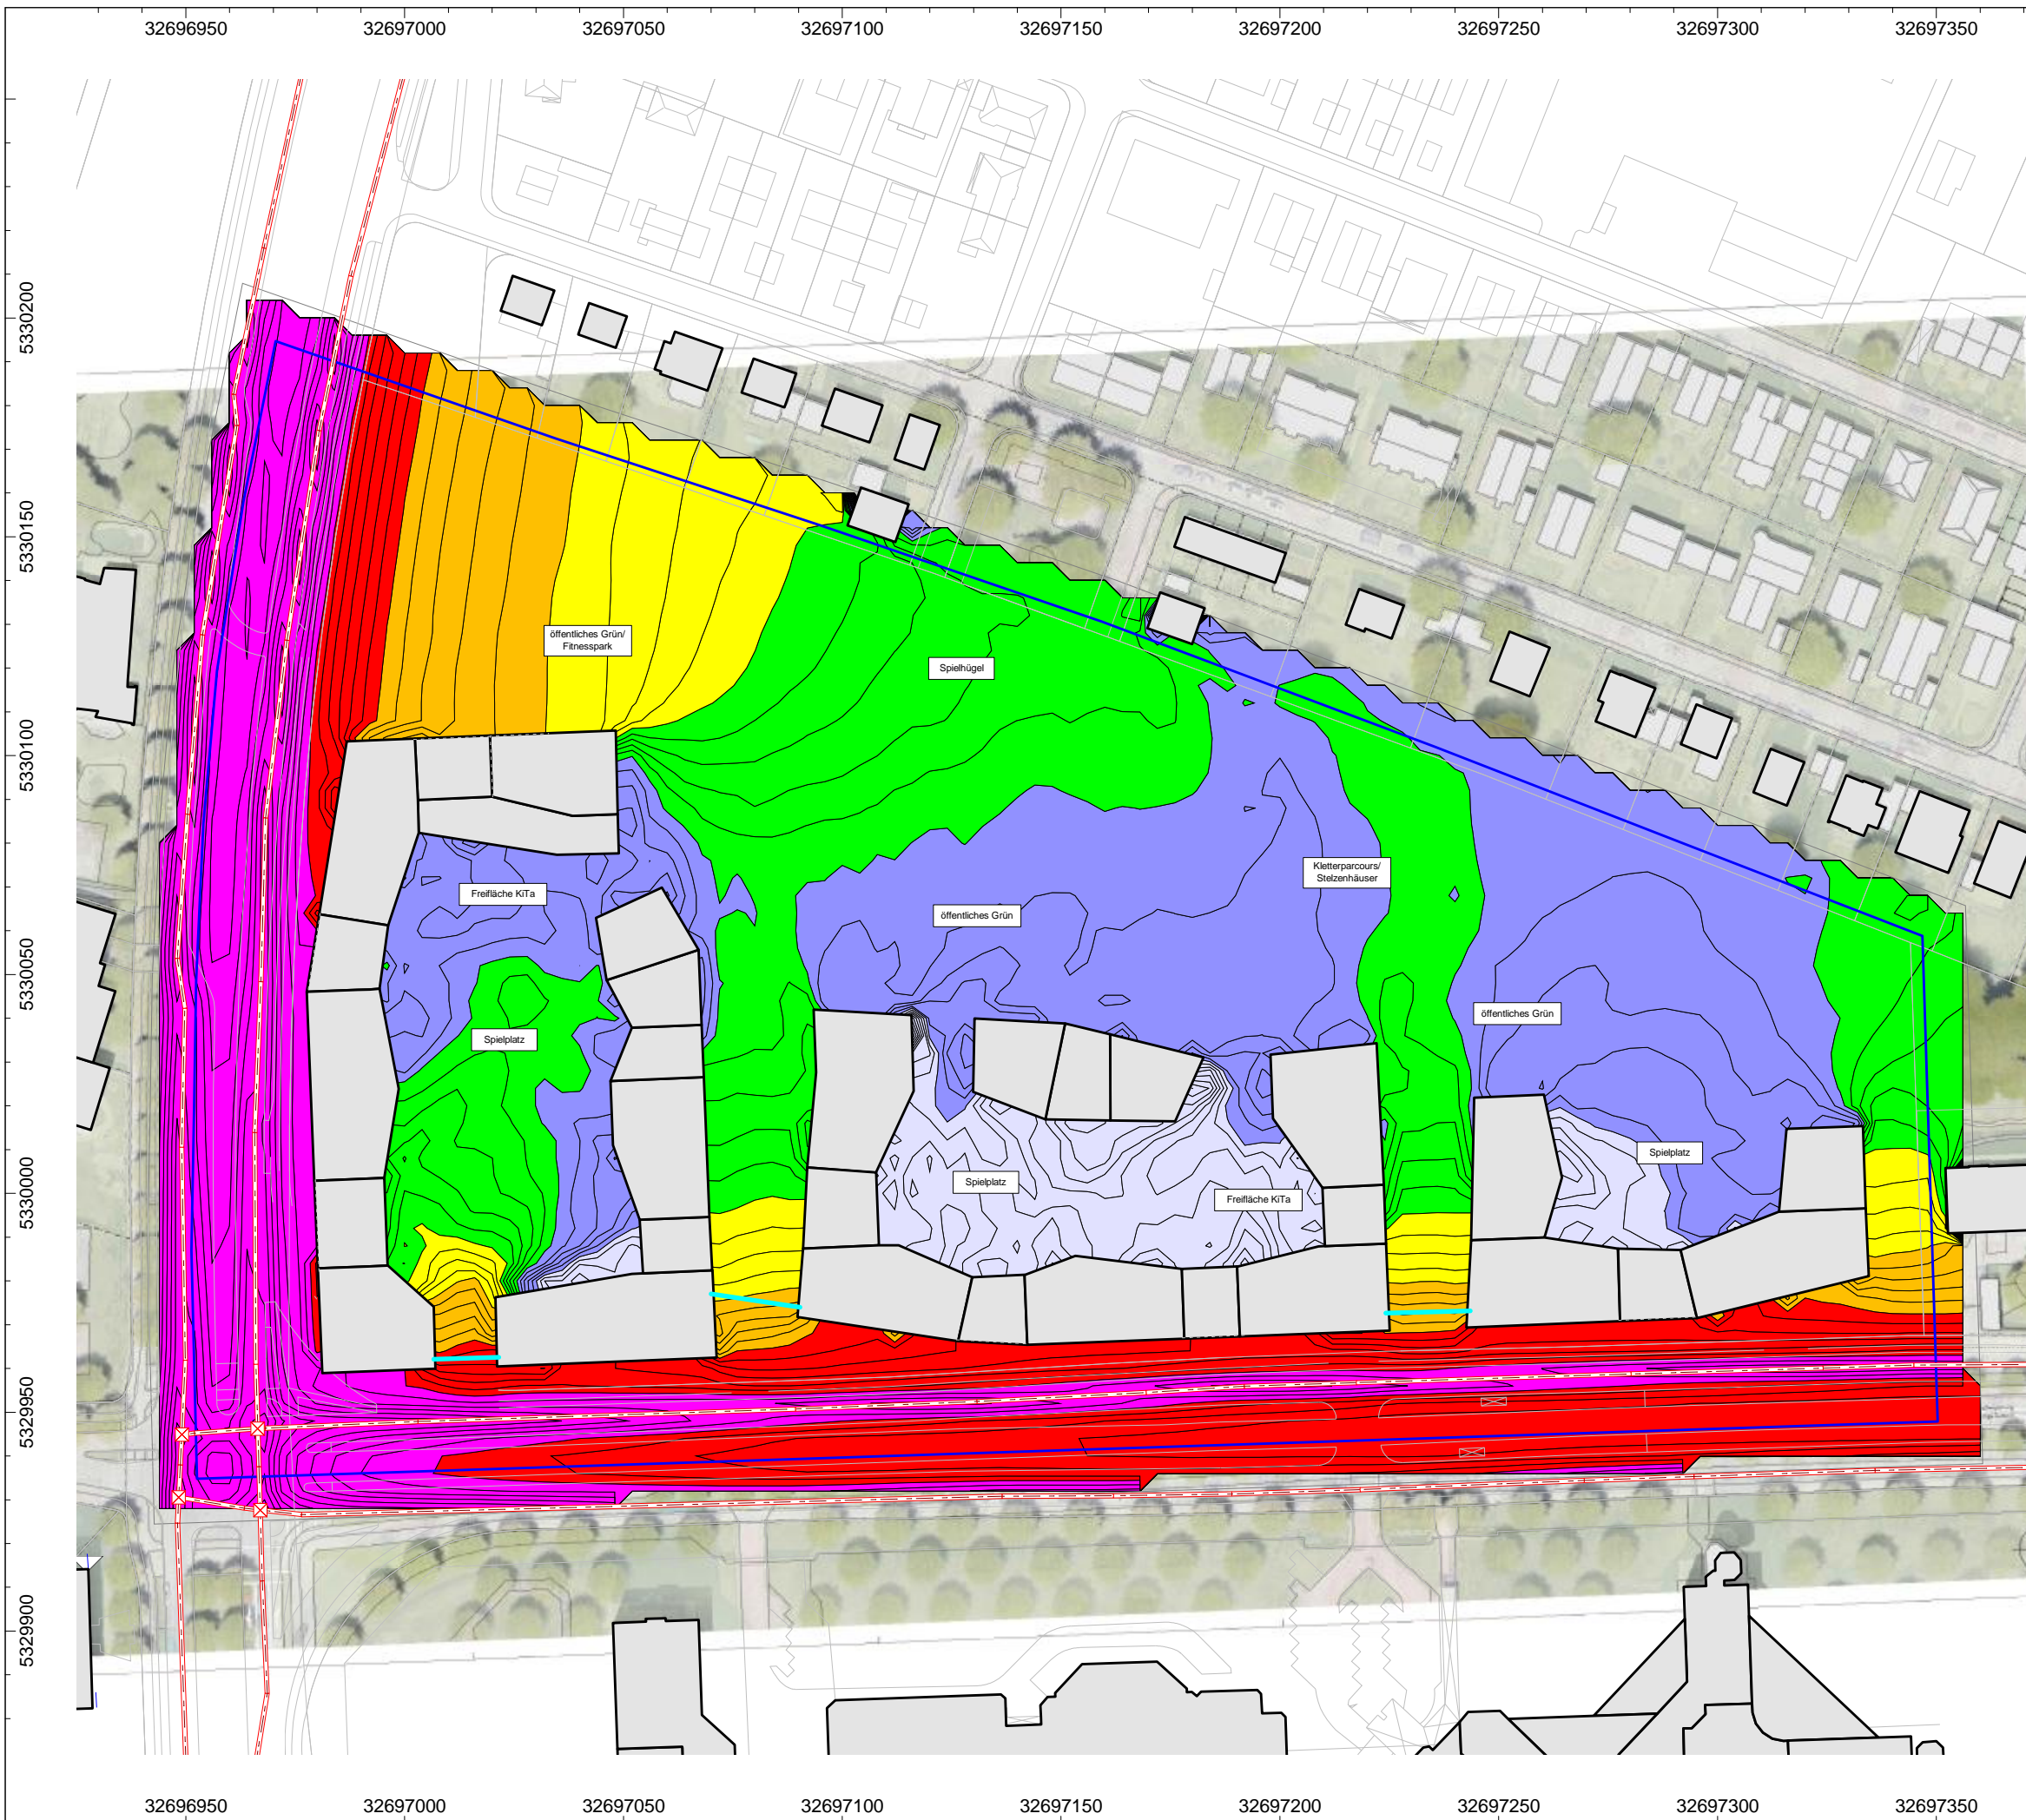 32696950 32697000 32697050 32697100 32697150 32697200 32697250 32697300 32697350
5330200
5330150
öffentliches Grün/
Fitnesspark
Spielhügel
5330100
Kletterparcours/
Stelzenhäuser
Freifläche KiTa
öffentliches Grün
5330050
öffentliches Grün
Spielplatz
Spielplatz
Spielplatz
Freifläche KiTa
5330000
5329950
5329900
32696950 32697000 32697050 32697100 32697150 32697200 32697250 32697300 32697350